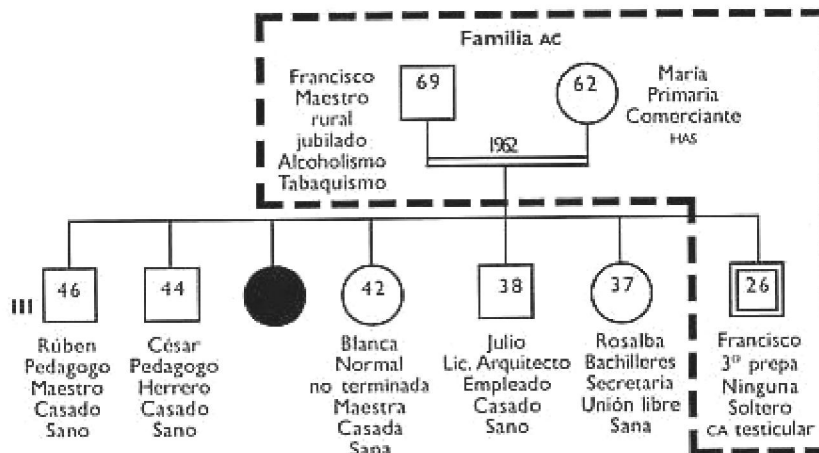 Familia AC
Francisco
Maestro
rural
jubilado
Alcoholismo
Tabaquismo
69
62
María
Primaria
Comerciante
HAS
1962
III
46
Rúben
Pedagogo
Maestro
Casado
Sano
44
César
Pedagogo
Herrero
Casado
Sano
42
Blanca
Normal
no terminada
Maestra
Casada
Sana
38
Julio
Lic. Arquitecto
Empleado
Casado
Sano
37
Rosalba
Bachilleres
Secretaria
Unión libre
Sana
26
Francisco
3º prepa
Ninguna
Soltero
CA testicular